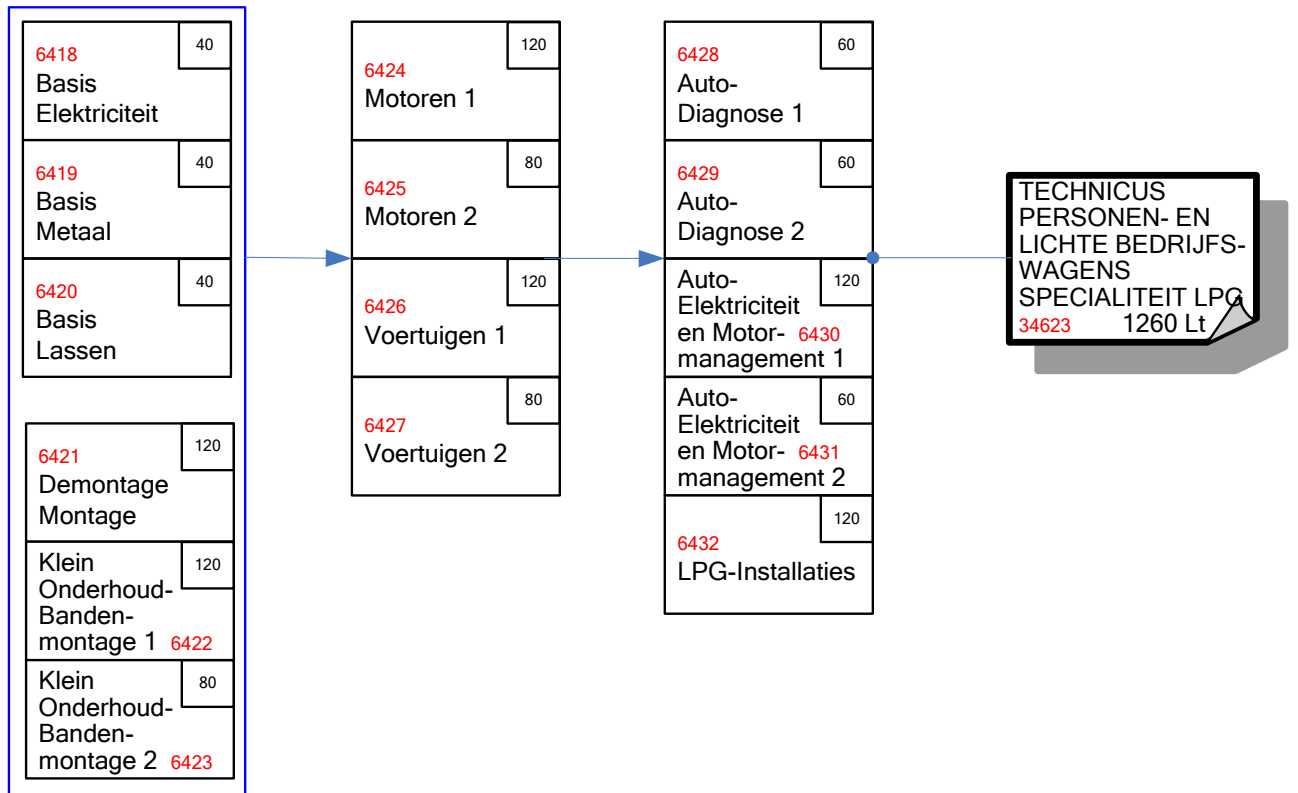 40
6418
Basis
Elektriciteit
40
6419
Basis
Metaal
40
6420
Basis
Lassen
120
6421
Demontage
Montage
Klein 120
Onderhoud-
Banden-
montage 1 6422
Klein 80
Onderhoud-
Banden-
montage 2 6423
120
6424
Motoren 1
80
6425
Motoren 2
120
6426
Voertuigen 1
80
6427
Voertuigen 2
60
6428
Auto-
Diagnose 1
60
6429
Auto-
Diagnose 2
Auto- 120
Elektriciteit
en Motor- 6430
management 1
Auto- 60
Elektriciteit
en Motor- 6431
management 2
120
6432
LPG-Installaties
TECHNICUS
PERSONEN- EN
LICHTE BEDRIJFS-
WAGENS
SPECIALITEIT LPG
34623 1260 Lt